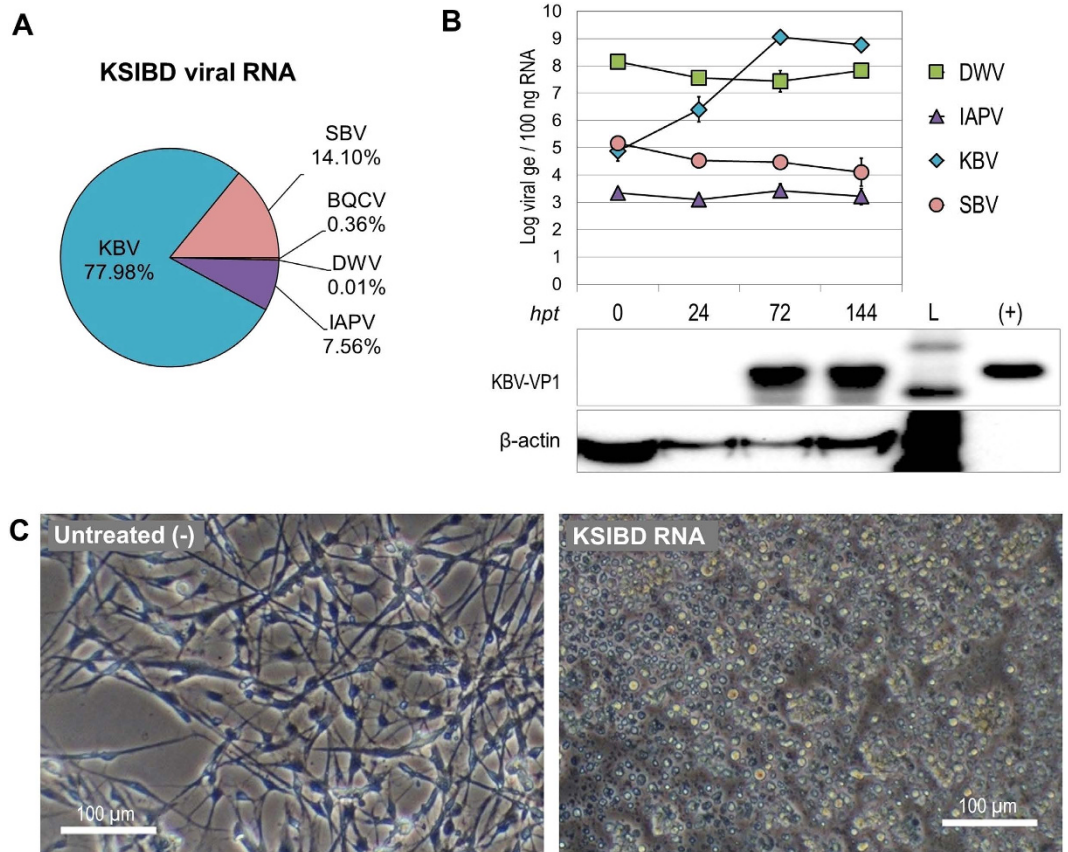 A
KSIBD viral RNA
SBV
14.10%
BQCV
0.36%
DWV
0.01%
IAPV
7.56%
KBV
77.98%
B
Log viral ge / 100 ng RNA
10
9
8
7
6
5
4
3
2
1
0
DWV
IAPV
KBV
SBV
hpt 0 24 72 144 L (+)
KBV-VP1
β-actin
C
Untreated (-)
100 µm
KSIBD RNA
100 µm